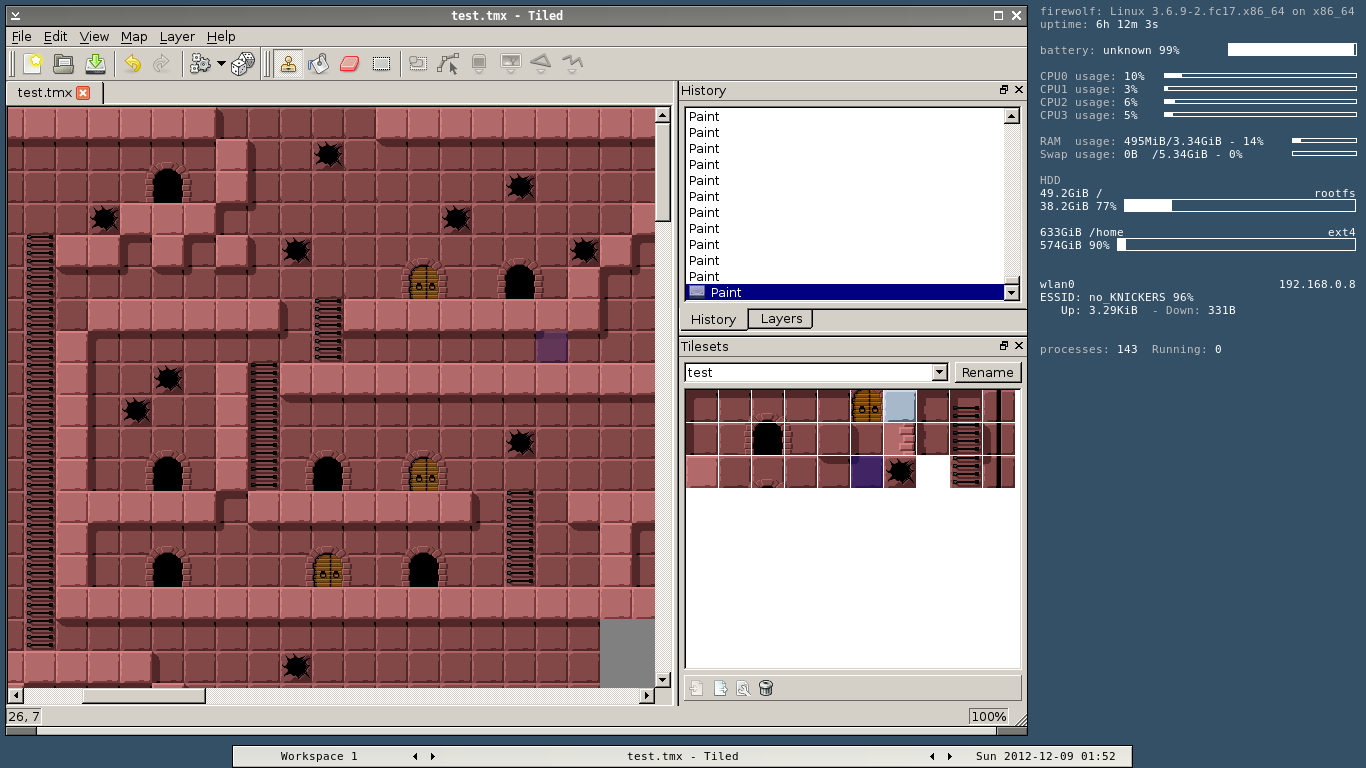 test.tmx - Tiled
File Edit View Map Layer Help
test.tmx
26, 7
100%
History
Paint
Paint
Paint
Paint
Paint
Paint
Paint
Paint
Paint
Paint
Paint
Paint
History Layers
Tilesets
test Rename
firewolf: Linux 3.6.9-2.fc17.x86_64 on x86_64
uptime: 6h 12m 3s
battery: unknown 99%
CPU0 usage: 10%
CPU1 usage: 3%
CPU2 usage: 6%
CPU3 usage: 5%
RAM usage: 495MiB/3.34GiB - 14%
Swap usage: 0B /5.34GiB - 0%
HDD
49.2GiB / rootfs
38.2GiB 77%
633GiB /home ext4
574GiB 90%
wlan0 192.168.0.8
ESSID: no_KNICKERS 96%
Up: 3.29KiB - Down: 331B
processes: 143 Running: 0
Workspace 1 test.tmx - Tiled Sun 2012-12-09 01:52